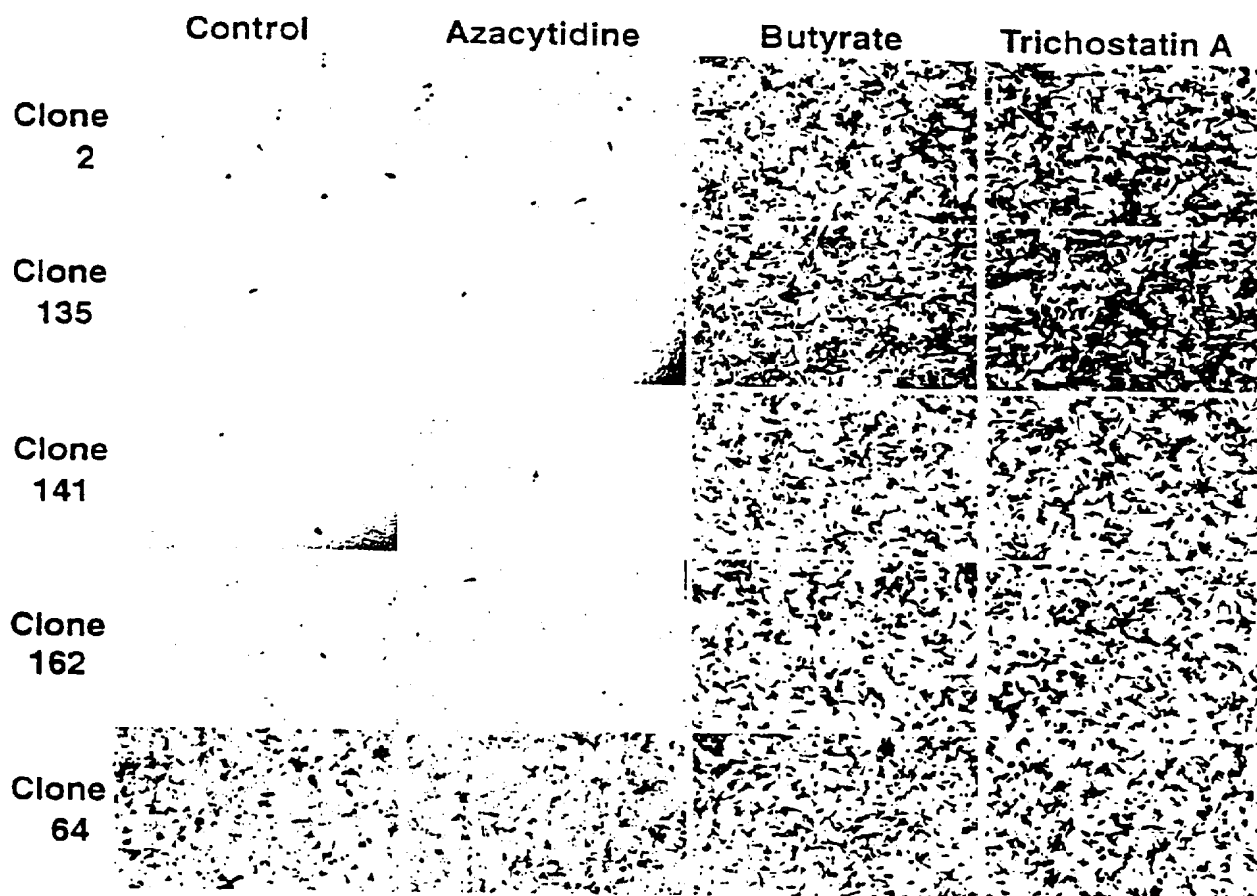 Control Azacytidine Butyrate Trichostatin A
Clone
2
Clone
135
Clone
141
Clone
162
Clone
64